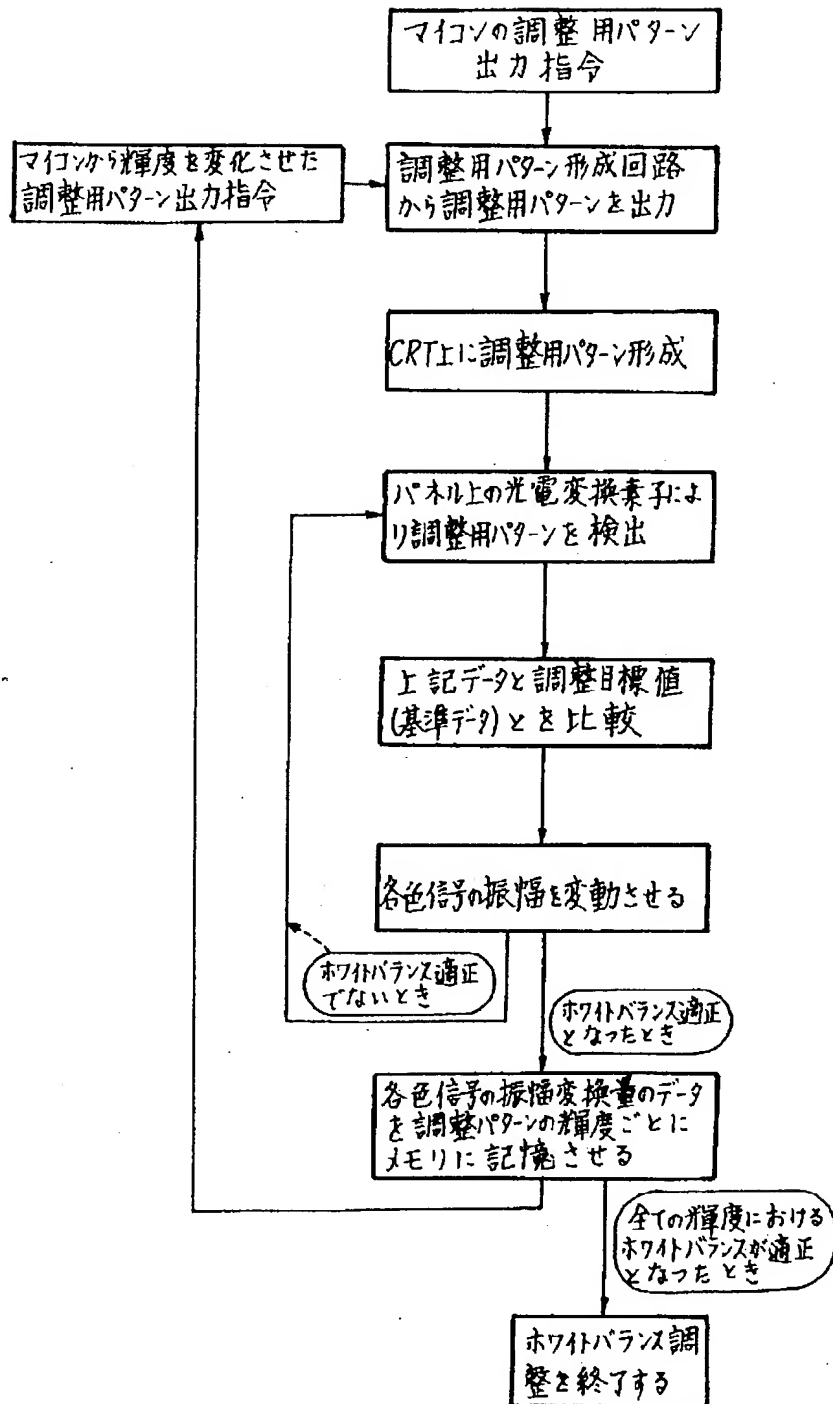 マイコンの調整用パターン
出力指令
マイコンから輝度を変化させた
調整用パターン出力指令
調整用パターン形成回路
から調整用パターンを出力
CRT上に調整用パターン形成
パネル上の光電変換素子によ
り調整用パターンを検出
上記データと調整目標値
(基準データ)とを比較
各色信号の振幅を変動させる
ホワイトバランス適正
でないとき
ホワイトバランス適正
となったとき
各色信号の振幅変換量のデータ
を調整パターンの輝度ごとに
メモリに記憶させる
全ての輝度における
ホワイトバランスが適正
となったとき
ホワイトバランス調
整を終了する